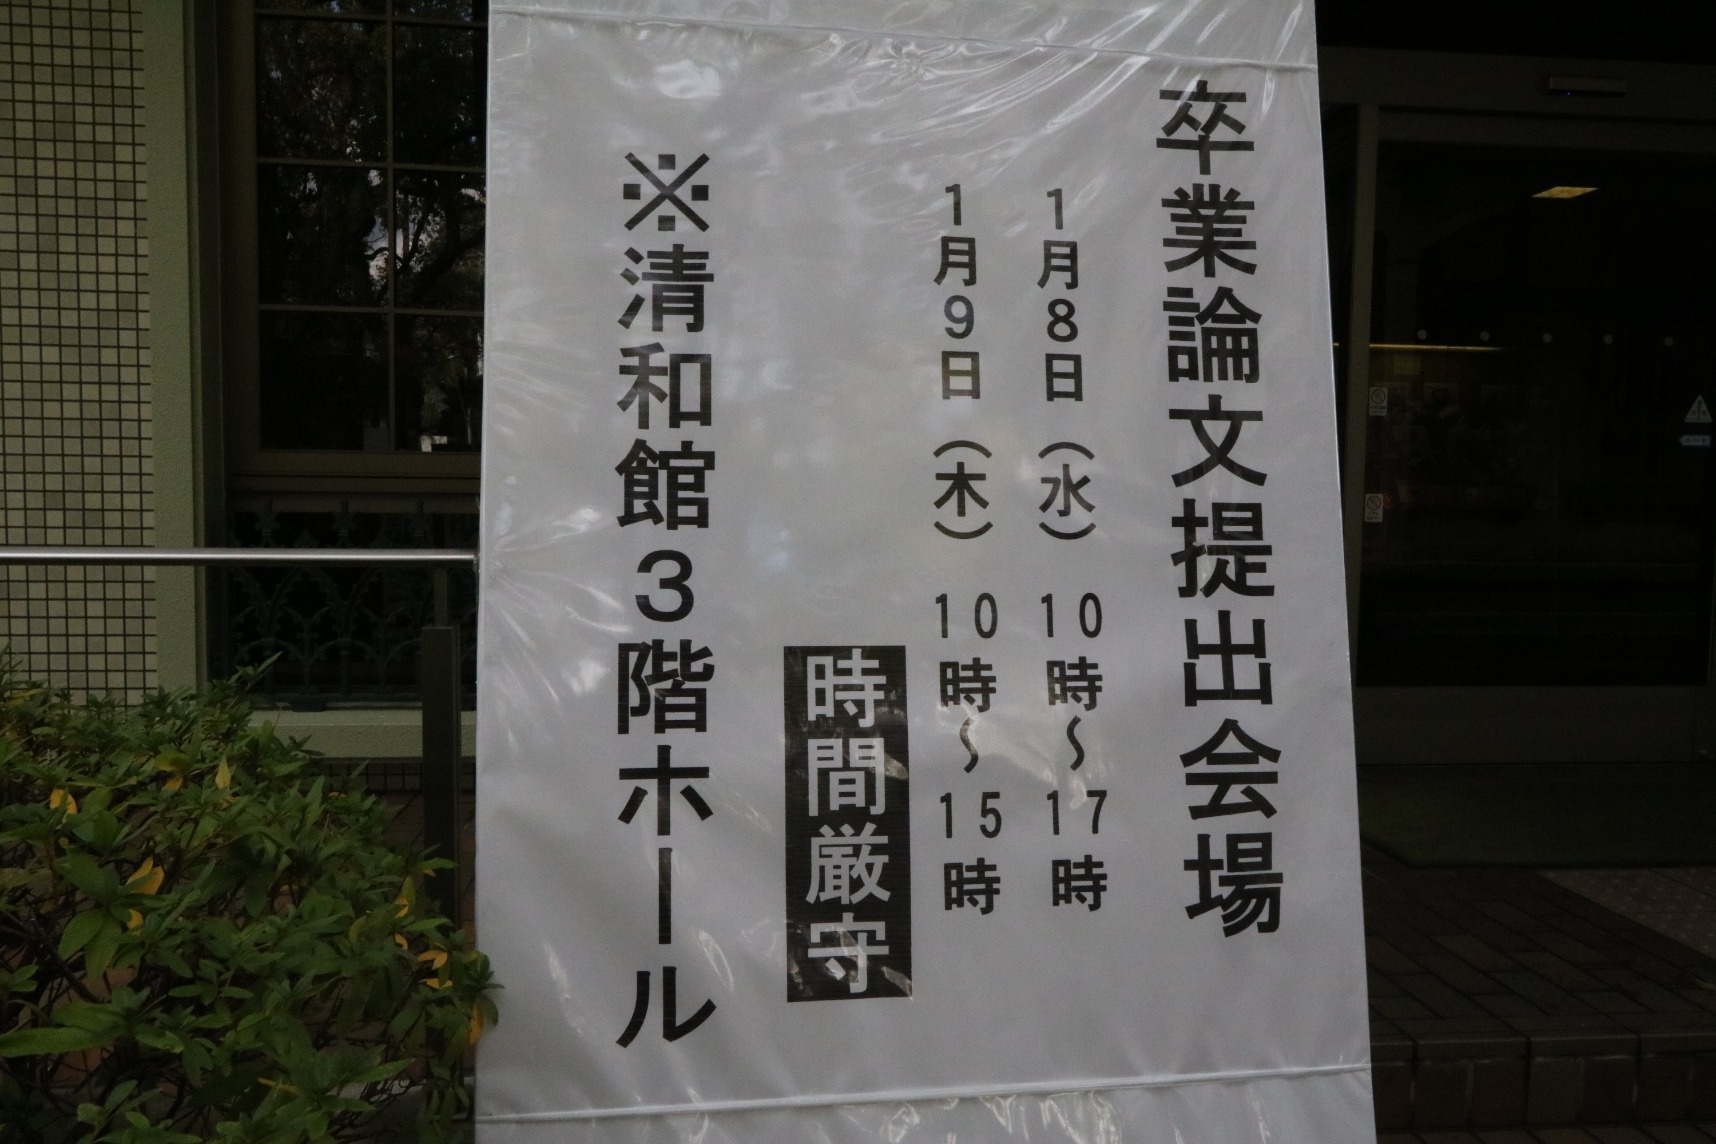 卒業論文提出会場
1月8日（水） 10時～17時
1月9日（木） 10時～15時
時間厳守
※清和館3階ホール